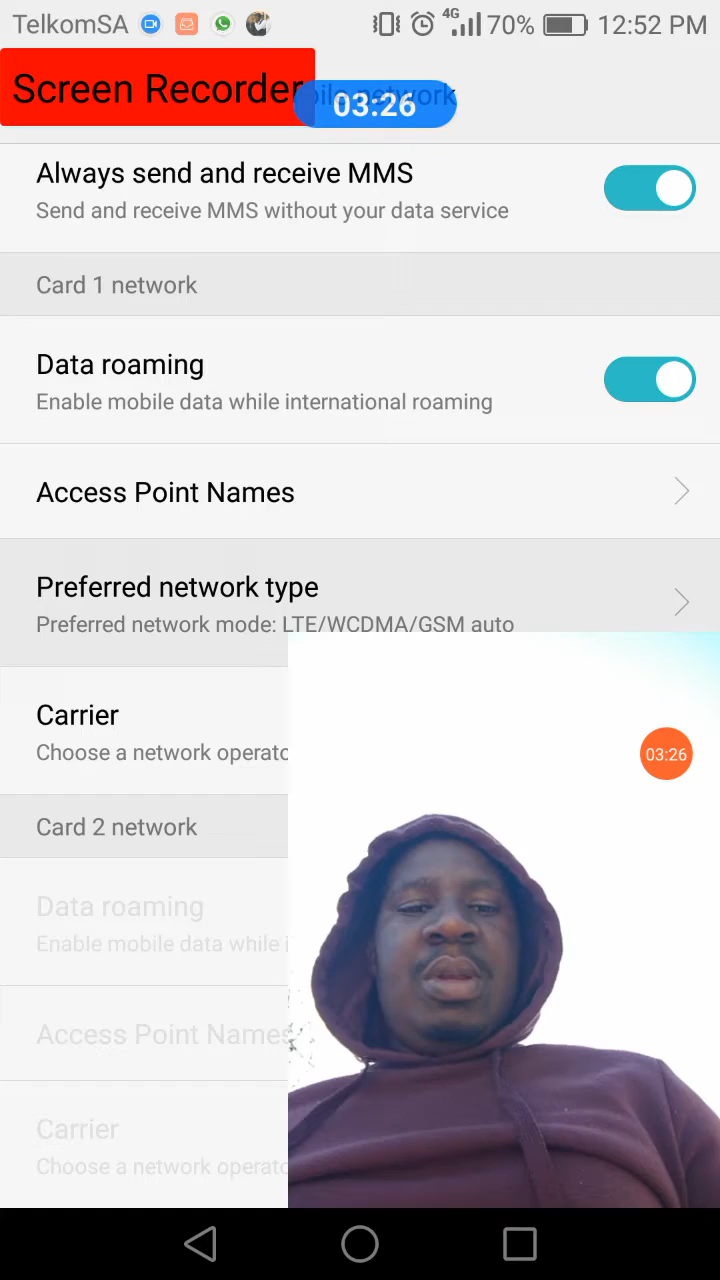 TelkomSA 4G 70% 12:52 PM
Screen Recorder
03:26
Always send and receive MMS
Send and receive MMS without your data service
Card 1 network
Data roaming
Enable mobile data while international roaming
Access Point Names
Preferred network type
Preferred network mode: LTE/WCDMA/GSM auto
Carrier
Choose a network operato
03:26
Card 2 network
Data roaming
Enable mobile data while i
Access Point Names
Carrier
Choose a network operato